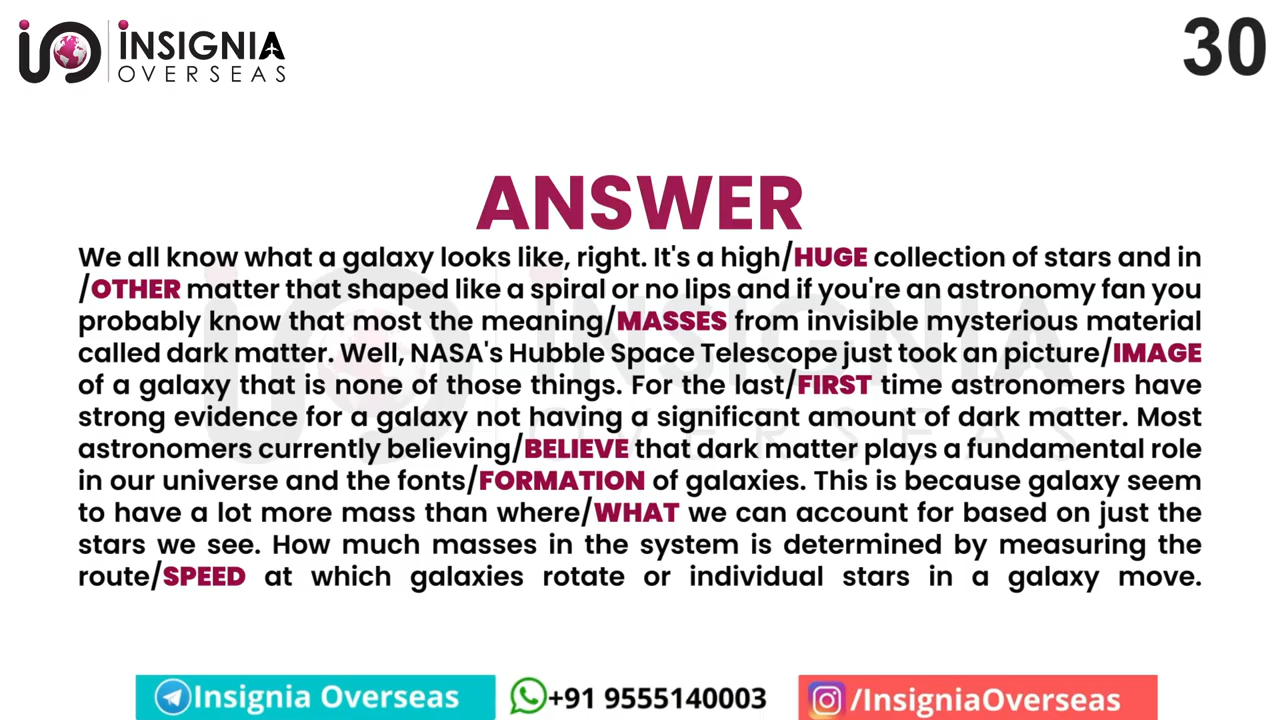 iNSIGNIA
OVERSEAS
30
ANSWER
We all know what a galaxy looks like, right. It's a high/HUGE collection of stars and in
/OTHER matter that shaped like a spiral or no lips and if you're an astronomy fan you
probably know that most the meaning/MASSES from invisible mysterious material
called dark matter. Well, NASA's Hubble Space Telescope just took an picture/IMAGE
of a galaxy that is none of those things. For the last/FIRST time astronomers have
strong evidence for a galaxy not having a significant amount of dark matter. Most
astronomers currently believing/BELIEVE that dark matter plays a fundamental role
in our universe and the fonts/FORMATION of galaxies. This is because galaxy seem
to have a lot more mass than where/WHAT we can account for based on just the
stars we see. How much masses in the system is determined by measuring the
route/SPEED at which galaxies rotate or individual stars in a galaxy move.
Insignia Overseas
+91 9555140003
/InsigniaOverseas